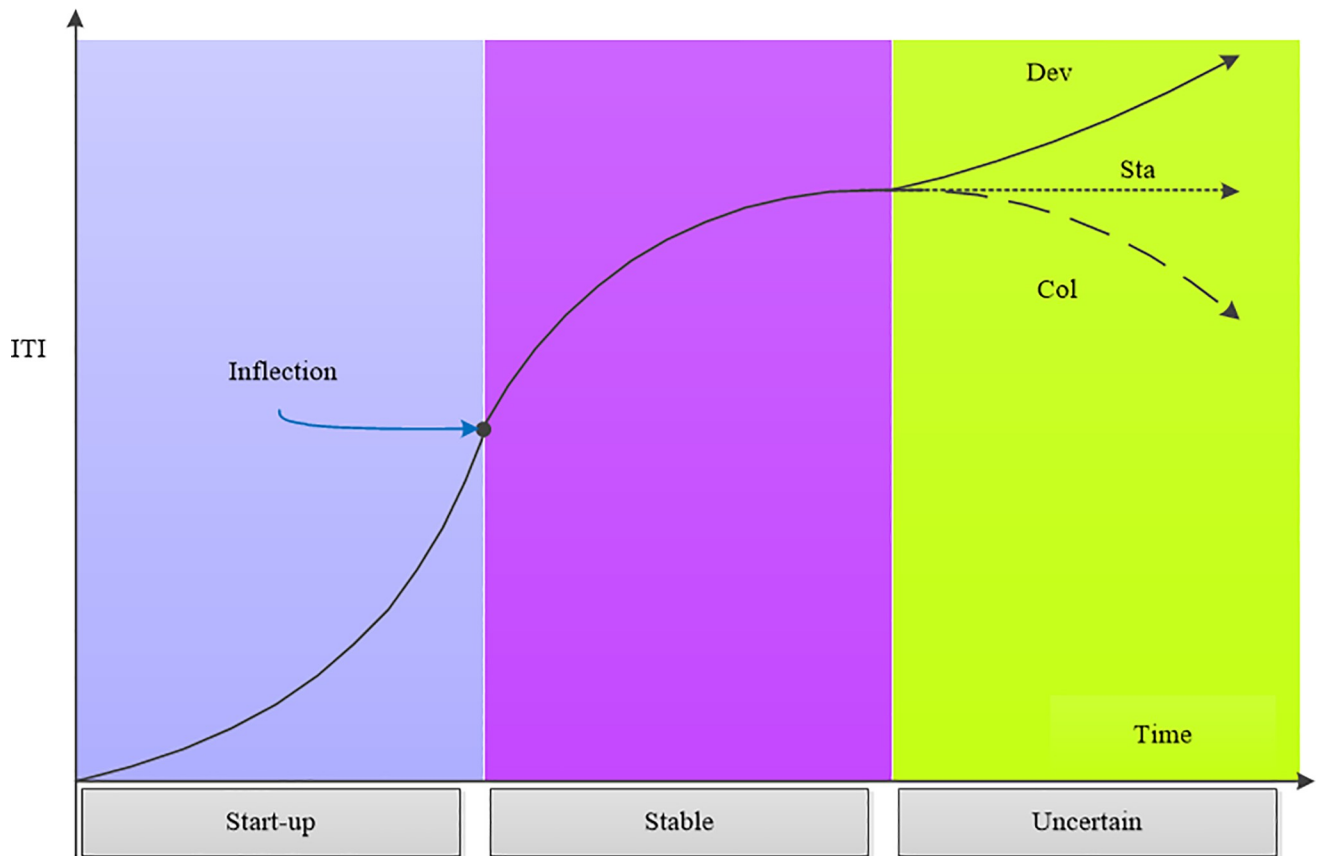 Dev
Sta
Col
ITI
Inflection
Time
Start-up
Stable
Uncertain